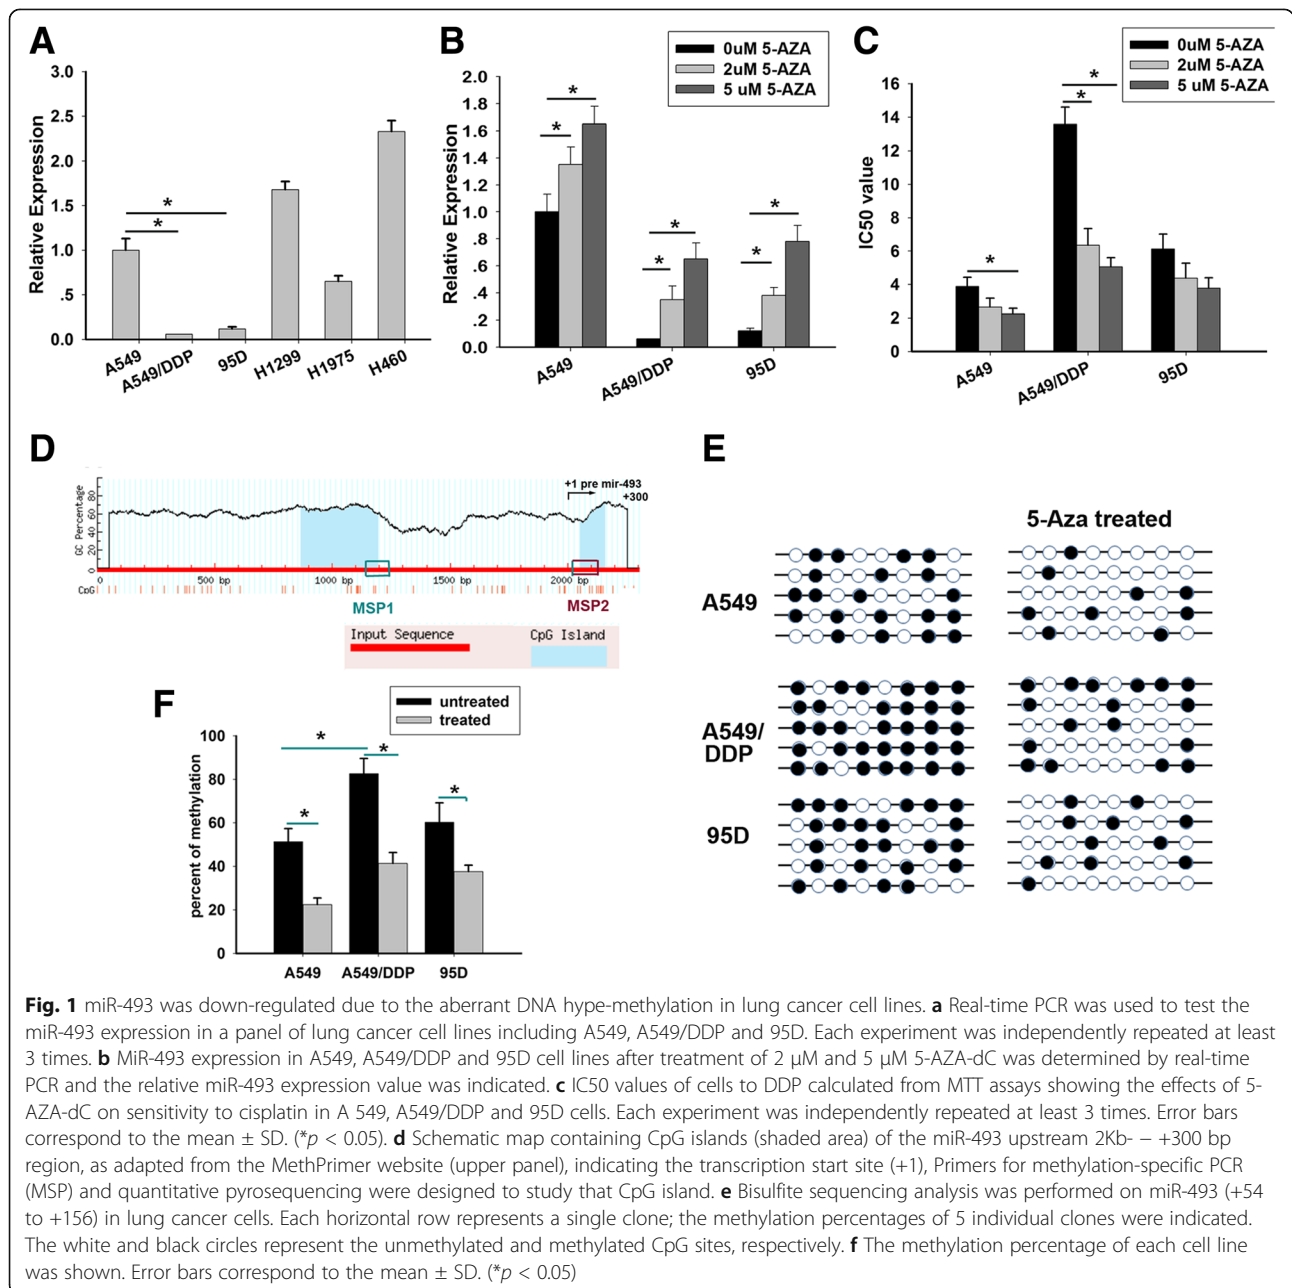 A
Relative Expression
3.0
2.5
2.0
1.5
1.0
.5
0.0
*
*
A549
A549/DDP
95D
H1299
H1975
H460
B
0uM 5-AZA
2uM 5-AZA
5 uM 5-AZA
Relative Expression
2.0
1.8
1.6
1.4
1.2
1.0
.8
.6
.4
.2
0.0
*
*
*
*
*
*
A549
A549/DDP
95D
C
0uM 5-AZA
2uM 5-AZA
5 uM 5-AZA
IC50 value
16
14
12
10
8
6
4
2
0
*
*
*
A549
A549/DDP
95D
D
GC Percentage
80
60
40
20
0
+1 pre mir-493
+300
0
500 bp
1000 bp
1500 bp
2000 bp
CpG
MSP1
MSP2
Input Sequence
CpG Island
E
5-Aza treated
A549
A549/
DDP
95D
F
untreated
treated
percent of methylation
100
80
60
40
20
0
*
*
*
*
A549
A549/DDP
95D
Fig. 1 miR-493 was down-regulated due to the aberrant DNA hype-methylation in lung cancer cell lines. a Real-time PCR was used to test the
miR-493 expression in a panel of lung cancer cell lines including A549, A549/DDP and 95D. Each experiment was independently repeated at least
3 times. b MiR-493 expression in A549, A549/DDP and 95D cell lines after treatment of 2 μM and 5 μM 5-AZA-dC was determined by real-time
PCR and the relative miR-493 expression value was indicated. c IC50 values of cells to DDP calculated from MTT assays showing the effects of 5-
AZA-dC on sensitivity to cisplatin in A 549, A549/DDP and 95D cells. Each experiment was independently repeated at least 3 times. Error bars
correspond to the mean ± SD. (*p < 0.05). d Schematic map containing CpG islands (shaded area) of the miR-493 upstream 2Kb- − +300 bp
region, as adapted from the MethPrimer website (upper panel), indicating the transcription start site (+1), Primers for methylation-specific PCR
(MSP) and quantitative pyrosequencing were designed to study that CpG island. e Bisulfite sequencing analysis was performed on miR-493 (+54
to +156) in lung cancer cells. Each horizontal row represents a single clone; the methylation percentages of 5 individual clones were indicated.
The white and black circles represent the unmethylated and methylated CpG sites, respectively. f The methylation percentage of each cell line
was shown. Error bars correspond to the mean ± SD. (*p < 0.05)